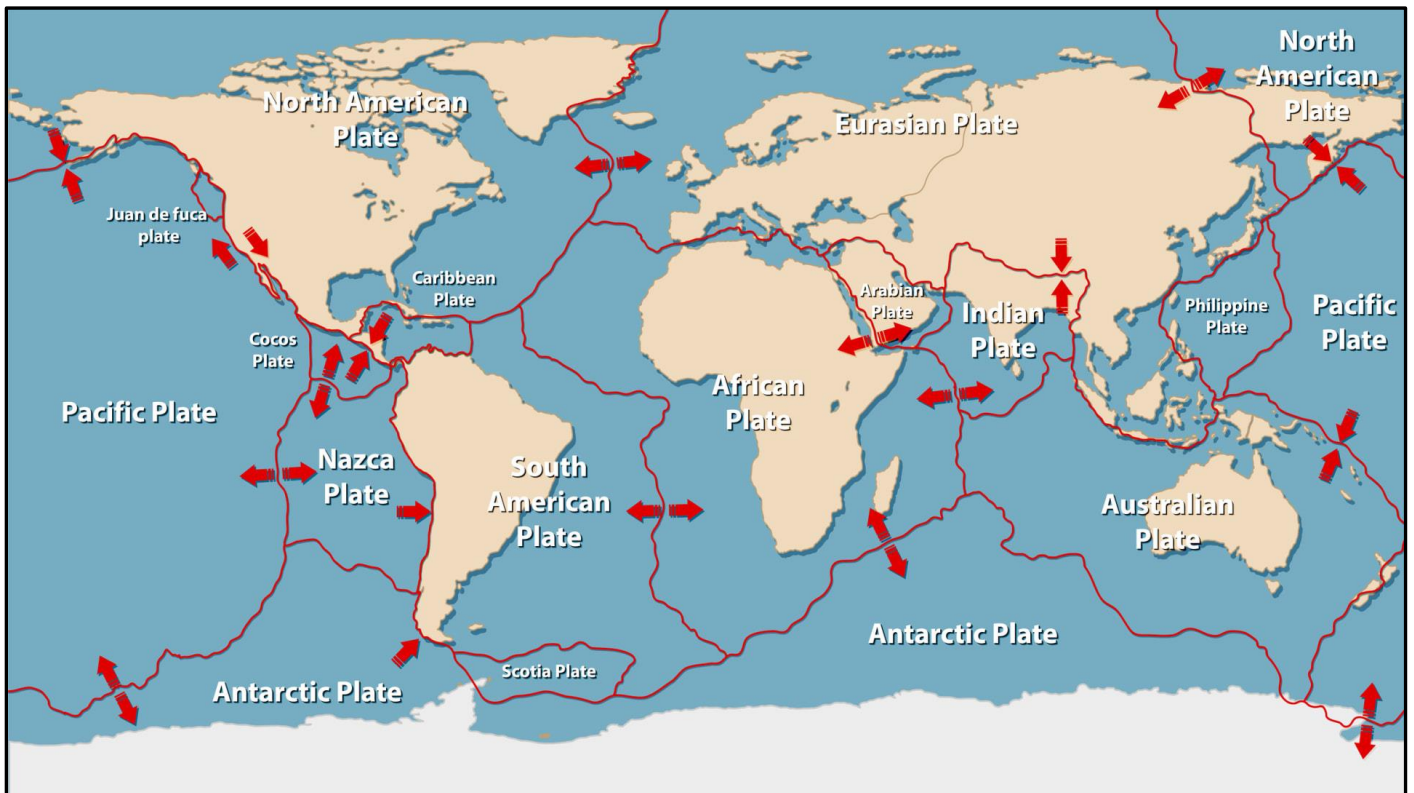 North
American
Plate
North American
Plate
Eurasian Plate
Juan de fuca
plate
Caribbean
Plate
Arabian
Plate
Indian
Plate
Philippine
Plate
Pacific
Plate
Cocos
Plate
African
Plate
Pacific Plate
Nazca
Plate
South
American
Plate
Australian
Plate
Antarctic Plate
Scotia Plate
Antarctic Plate